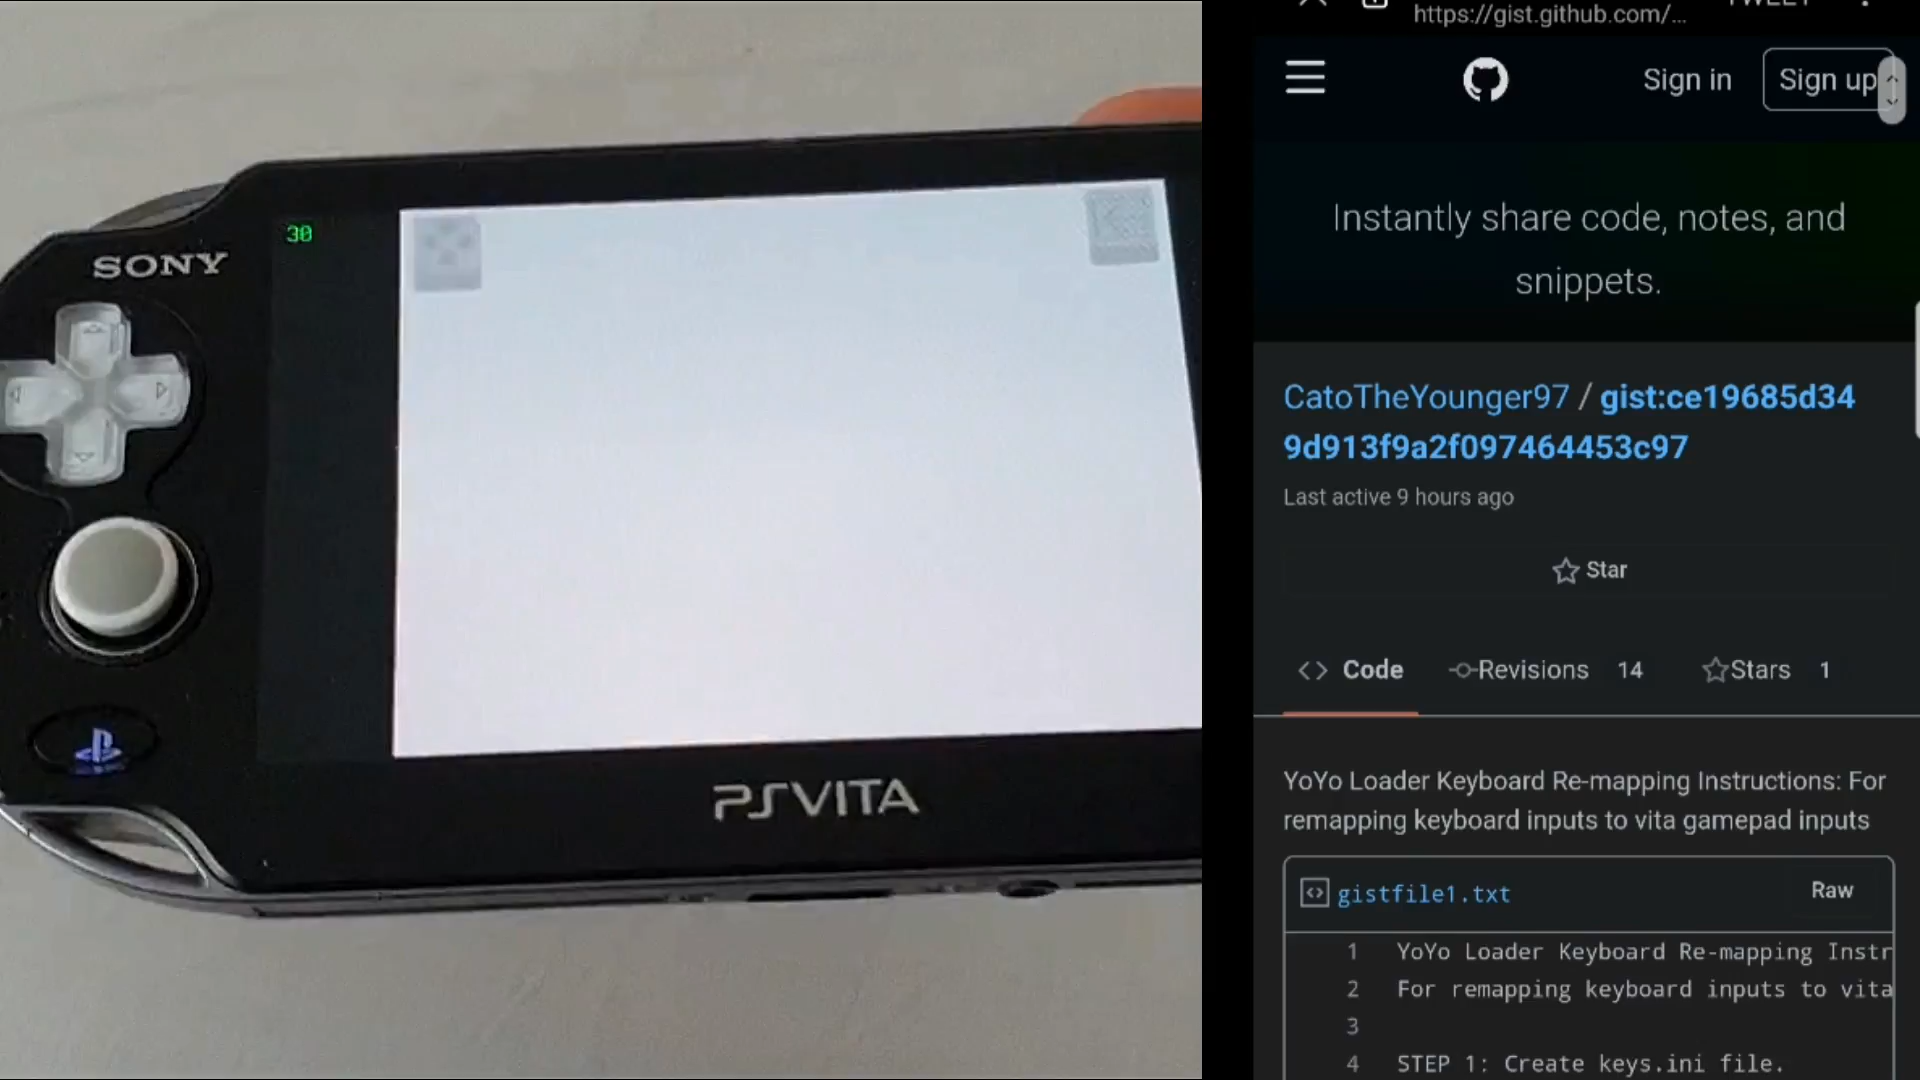 SONY
30
PSVITA
https://gist.github.com/...
Sign in
Sign up
Instantly share code, notes, and
snippets.
CatoTheYounger97 / gist:ce19685d34
9d913f9a2f097464453c97
Last active 9 hours ago
Star
Code
Revisions 14
Stars 1
YoYo Loader Keyboard Re-mapping Instructions: For
remapping keyboard inputs to vita gamepad inputs
gistfile1.txt
Raw
1 YoYo Loader Keyboard Re-mapping Instr
2 For remapping keyboard inputs to vita
3
4 STEP 1: Create keys.ini file.